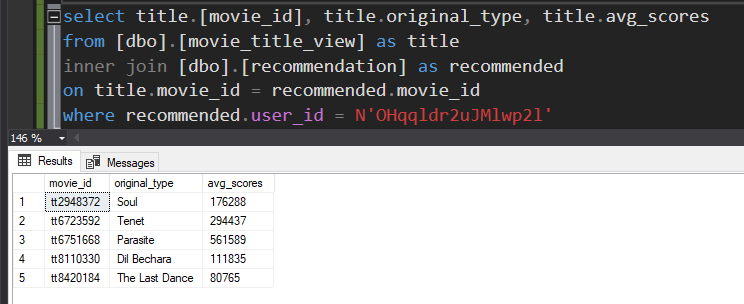 select title.[movie_id], title.original_type, title.avg_scores
from [dbo].[movie_title_view] as title
inner join [dbo].[recommendation] as recommended
on title.movie_id = recommended.movie_id
where recommended.user_id = N'OHqqldr2uJMlwp2l'
146 %
Results Messages
movie_id original_type avg_scores
1 tt2948372 Soul 176288
2 tt6723592 Tenet 294437
3 tt6751668 Parasite 561589
4 tt8110330 Dil Bechara 111835
5 tt8420184 The Last Dance 80765